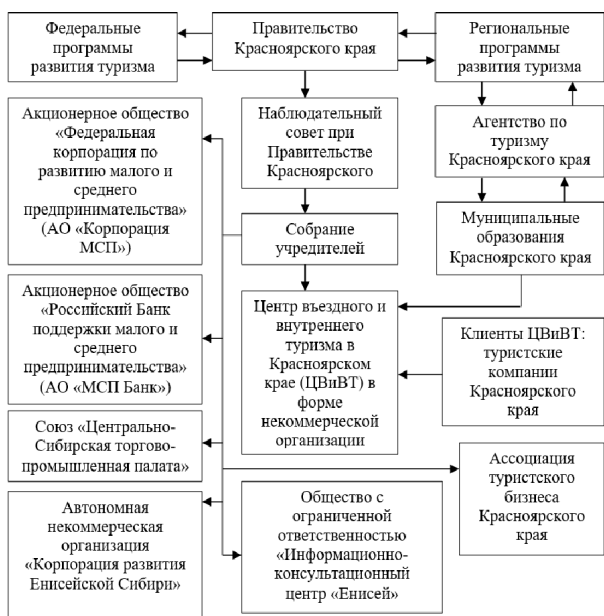 Федеральные
программы
развития туризма
Правительство
Красноярского края
Региональные
программы
развития туризма
Акционерное общество
«Федеральная
корпорация по
развитию малого и
среднего
предпринимательства»
(АО «Корпорация
МСП»)
Наблюдательный
совет при
Правительстве
Красноярского
Агентство по
туризму
Красноярского края
Собрание
учредителей
Муниципальные
образования
Красноярского края
Акционерное общество
«Российский Банк
поддержки малого и
среднего
предпринимательства»
(АО «МСП Банк»)
Центр въездного и
внутреннего
туризма в
Красноярском
крае (ЦВиВТ) в
форме
некоммерческой
организации
Клиенты ЦВиВТ:
туристские
компании
Красноярского
края
Союз «Центрально-
Сибирская торгово-
промышленная палата»
Ассоциация
туристского
бизнеса
Красноярского
края
Автономная
некоммерческая
организация
«Корпорация развития
Енисейской Сибири»
Общество с
ограниченной
ответственностью
«Информационно-
консультационный
центр «Енисей»